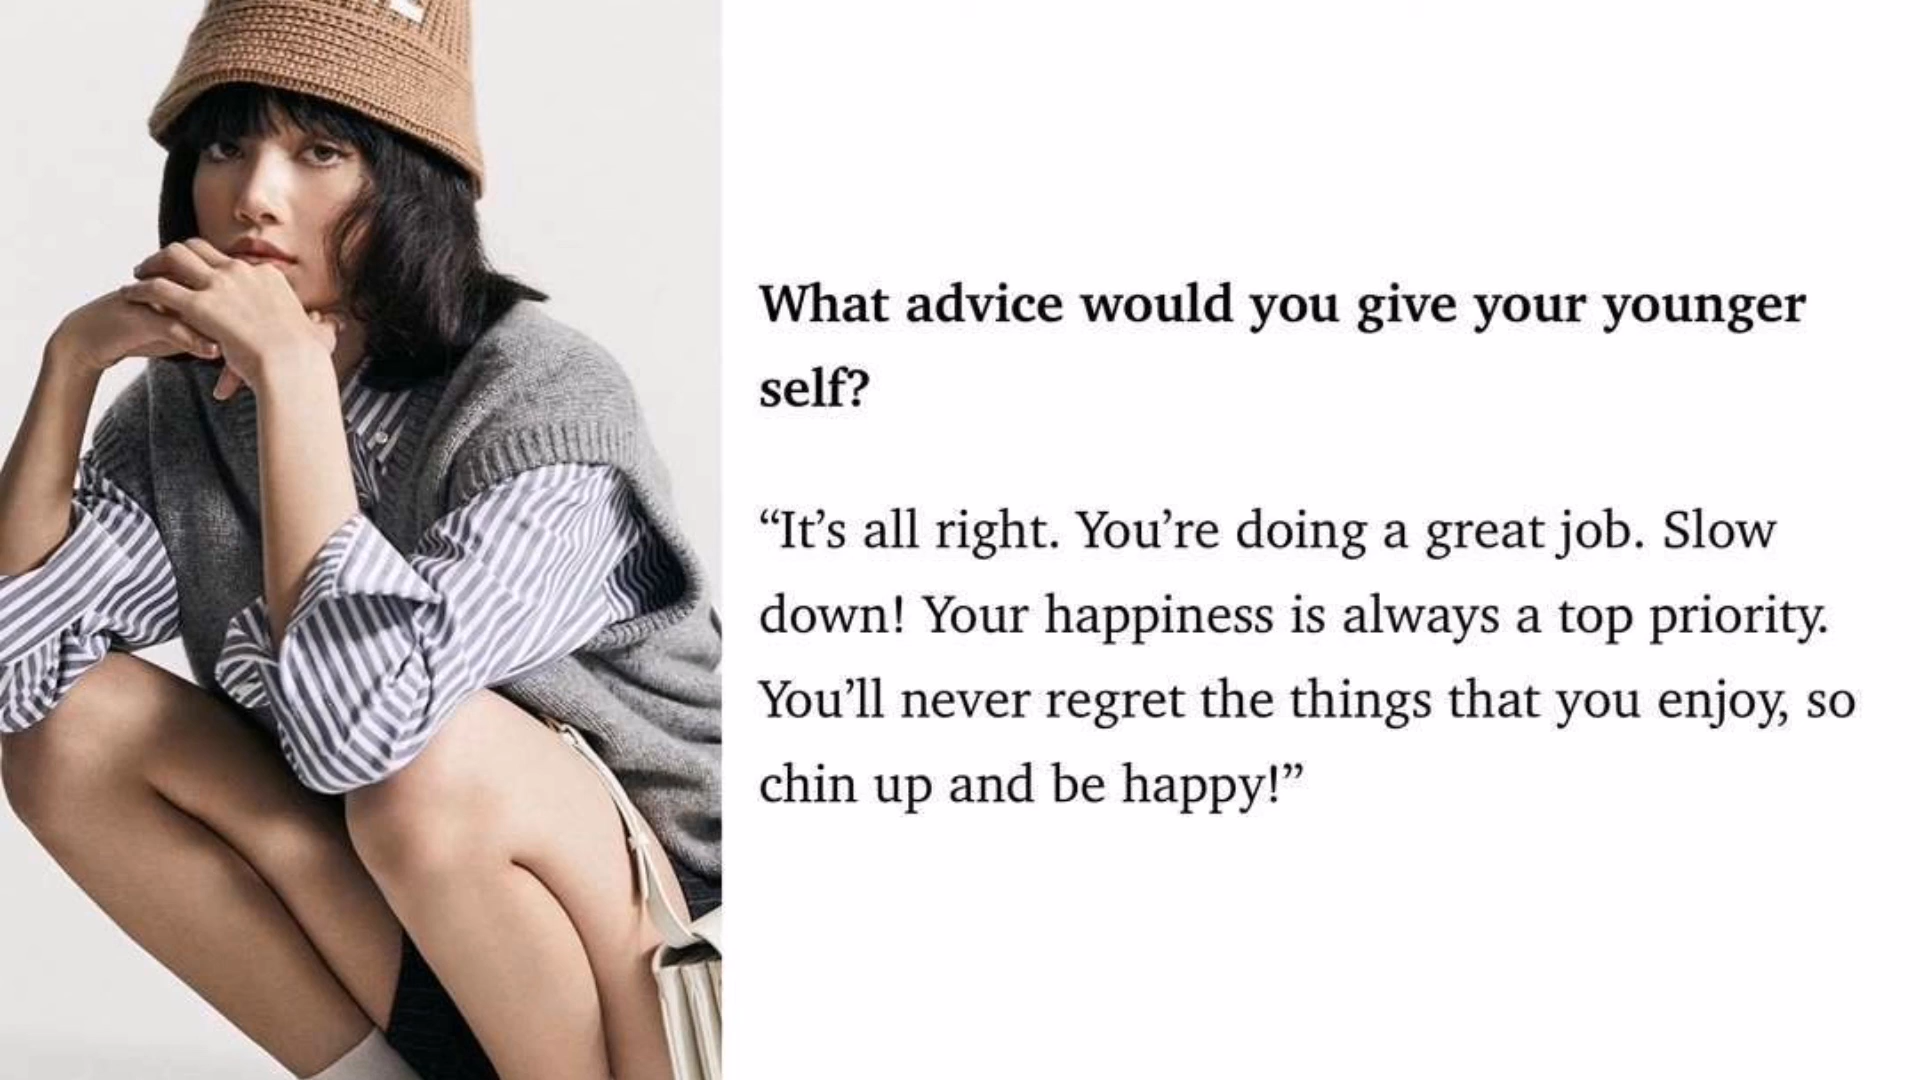 What advice would you give your younger
self?
“It’s all right. You’re doing a great job. Slow
down! Your happiness is always a top priority.
You’ll never regret the things that you enjoy, so
chin up and be happy!”